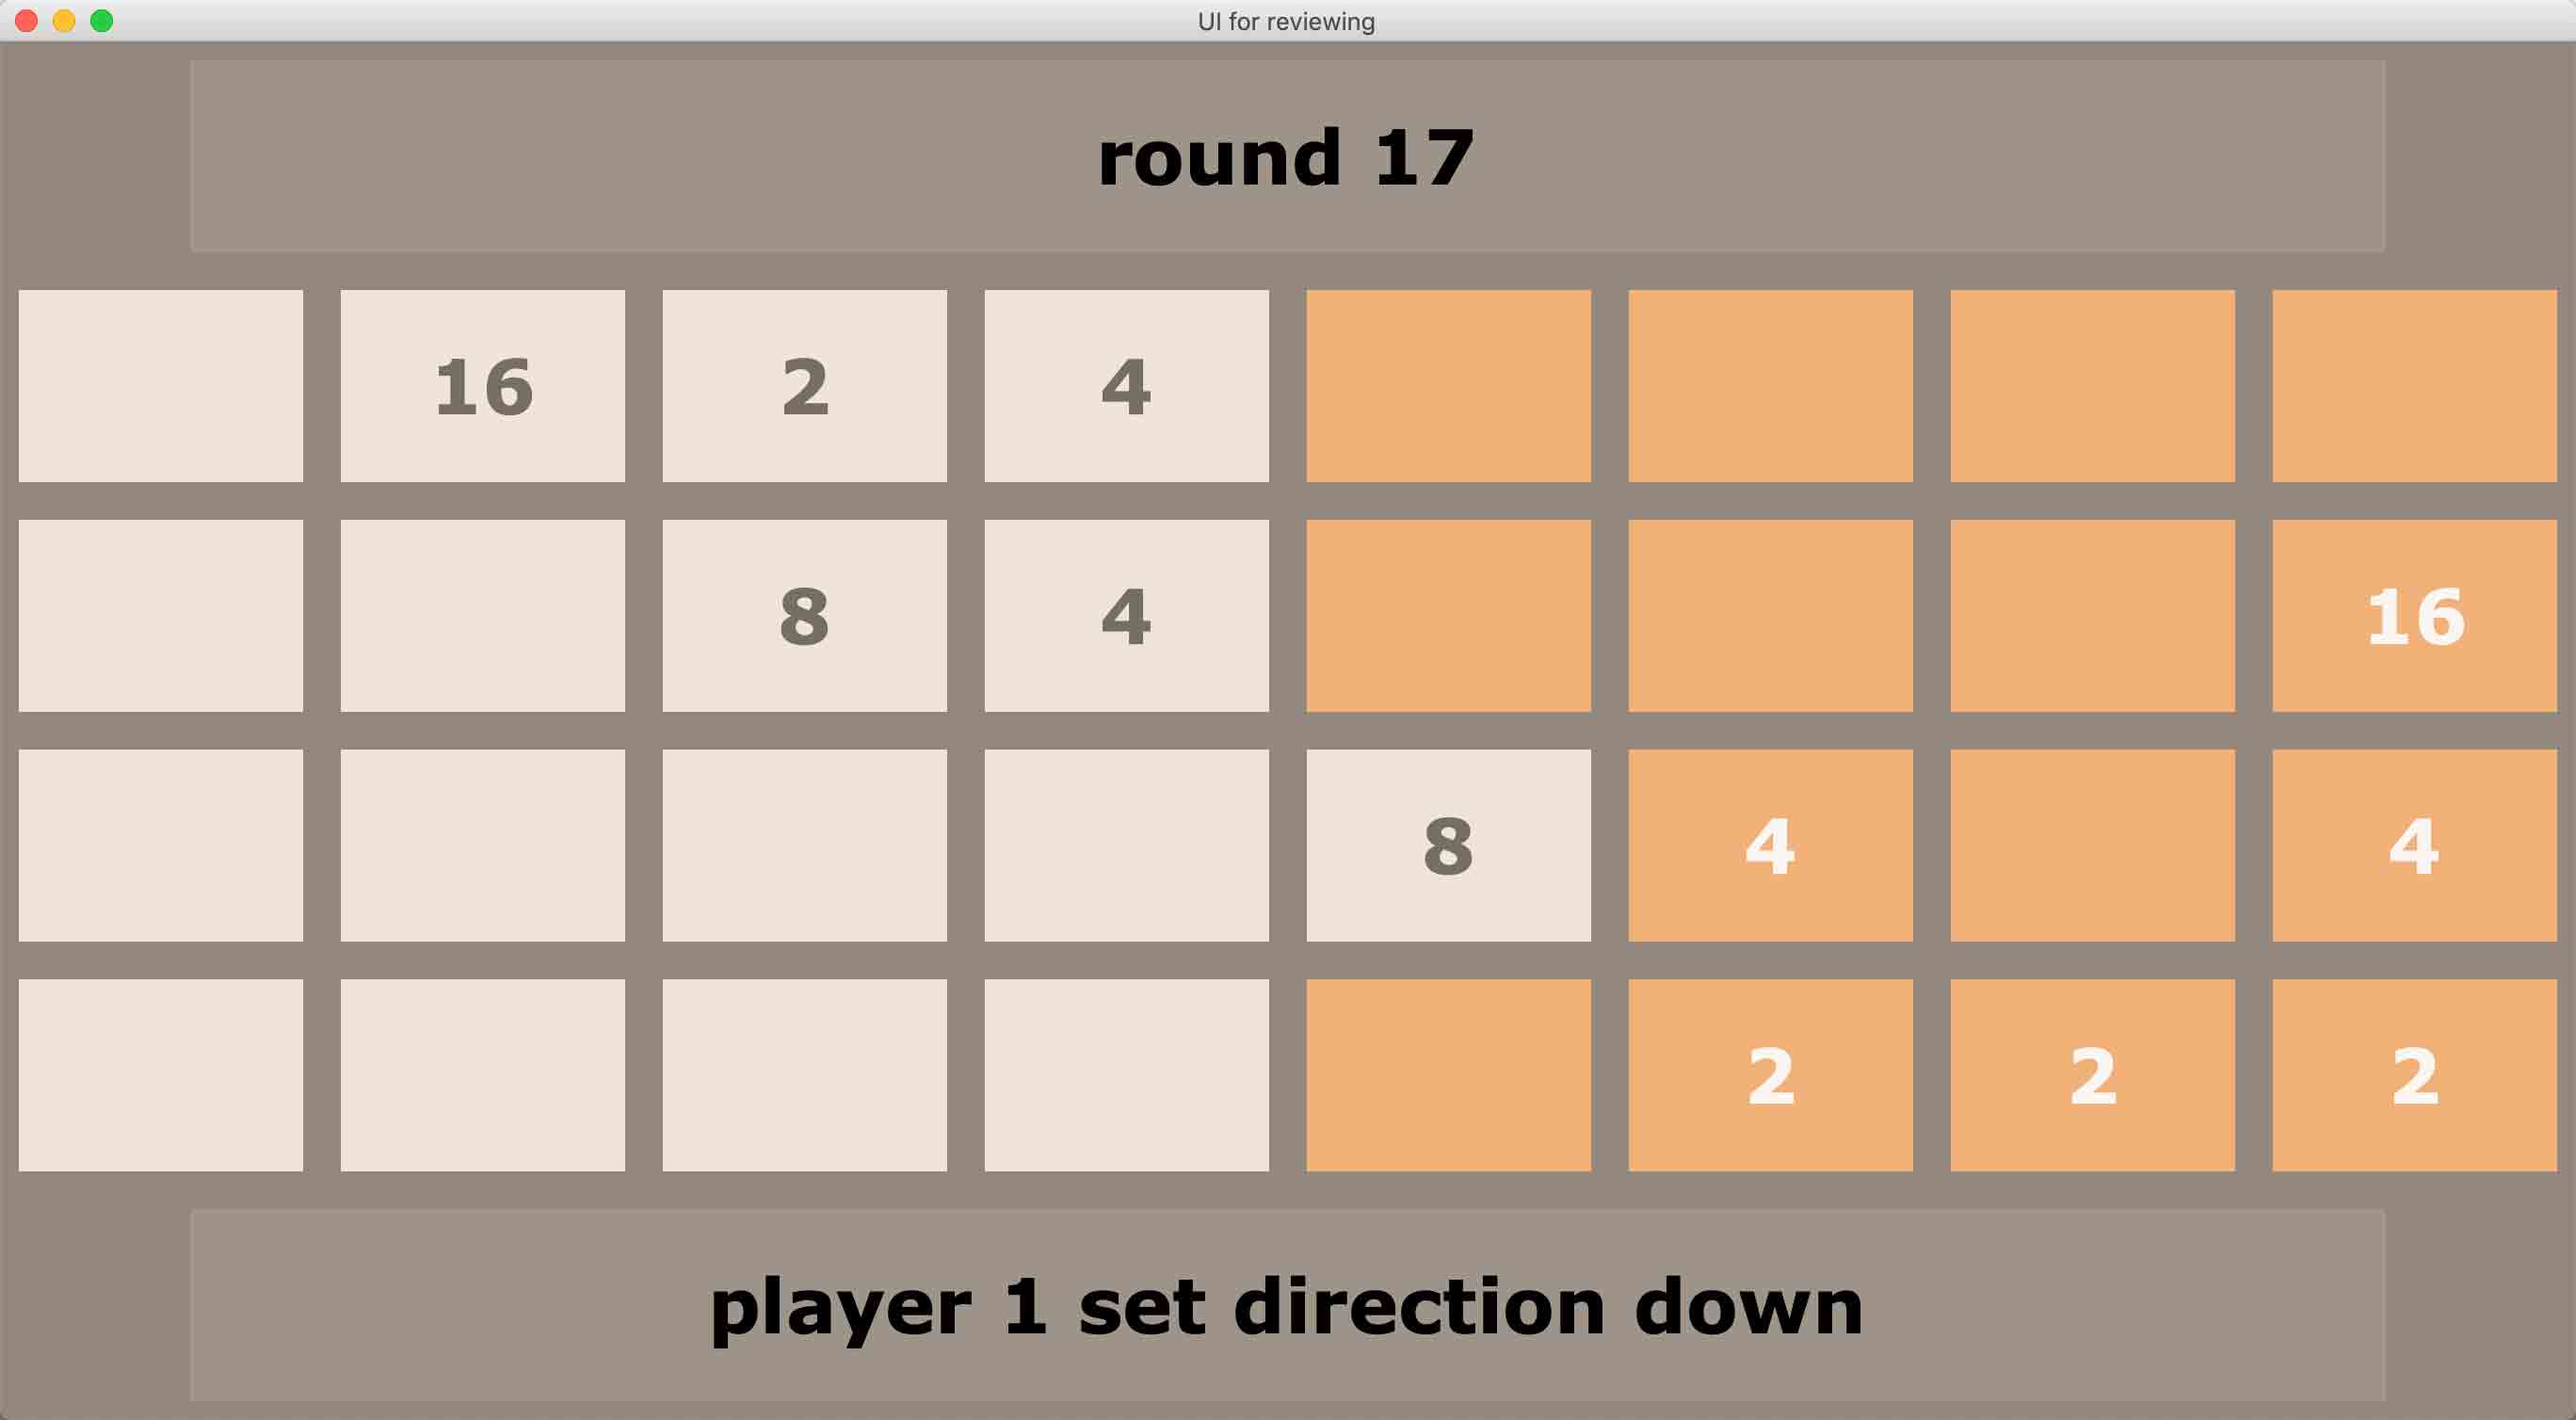 UI for reviewing
round 17
16 2 4
8 4 16
8 4 4
2 2 2
player 1 set direction down